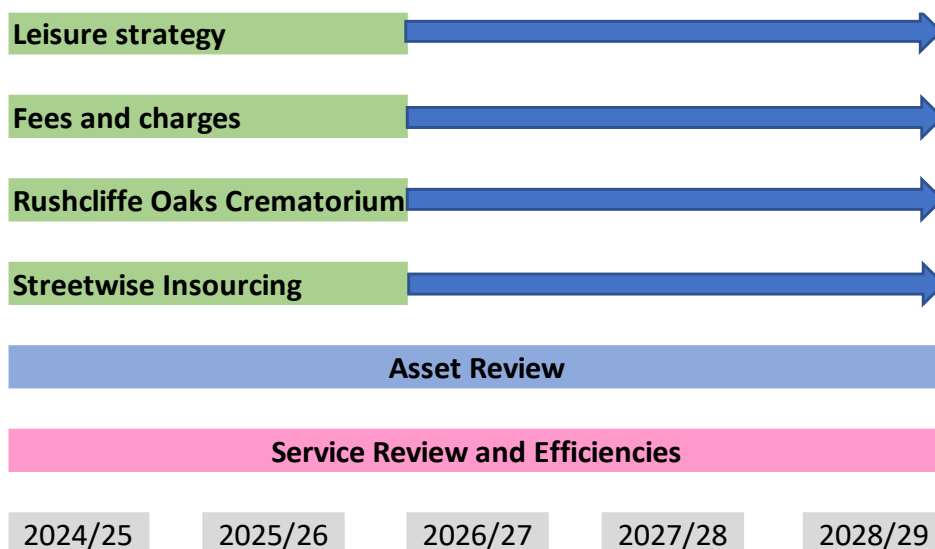 Leisure strategy
Fees and charges
Rushcliffe Oaks Crematorium
Streetwise Insourcing
Asset Review
Service Review and Efficiencies
2024/25 2025/26 2026/27 2027/28 2028/29